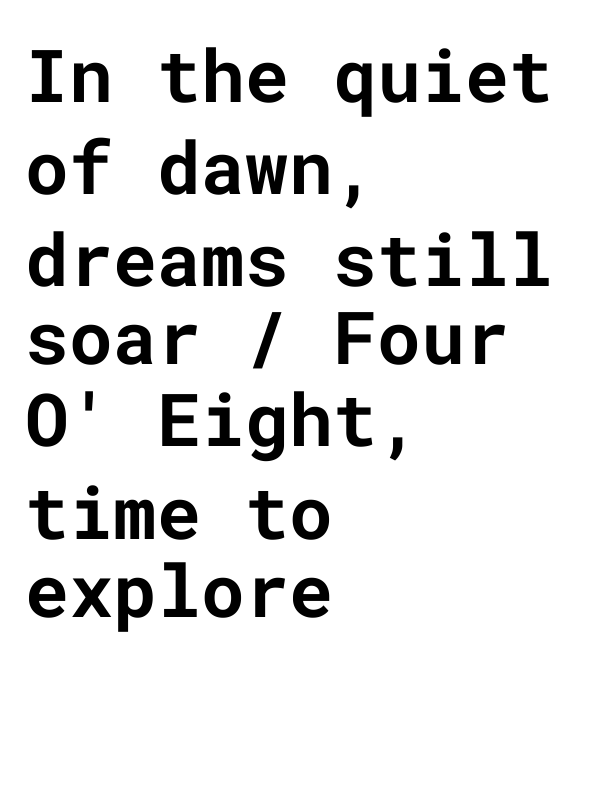 In the quiet
of dawn,
dreams still
soar / Four
O' Eight,
time to
explore